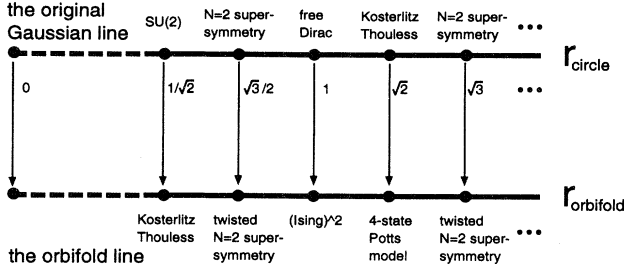 the original
Gaussian line
SU(2)
N=2 super-
symmetry
free
Dirac
Kosterlitz
Thouless
N=2 super-
symmetry
•••
r circle
0
1/√2
√3/2
1
√2
√3
•••
r orbifold
Kosterlitz
Thouless
twisted
N=2 super-
symmetry
(Ising)^2
4-state
Potts
model
twisted
N=2 super-
symmetry
•••
the orbifold line